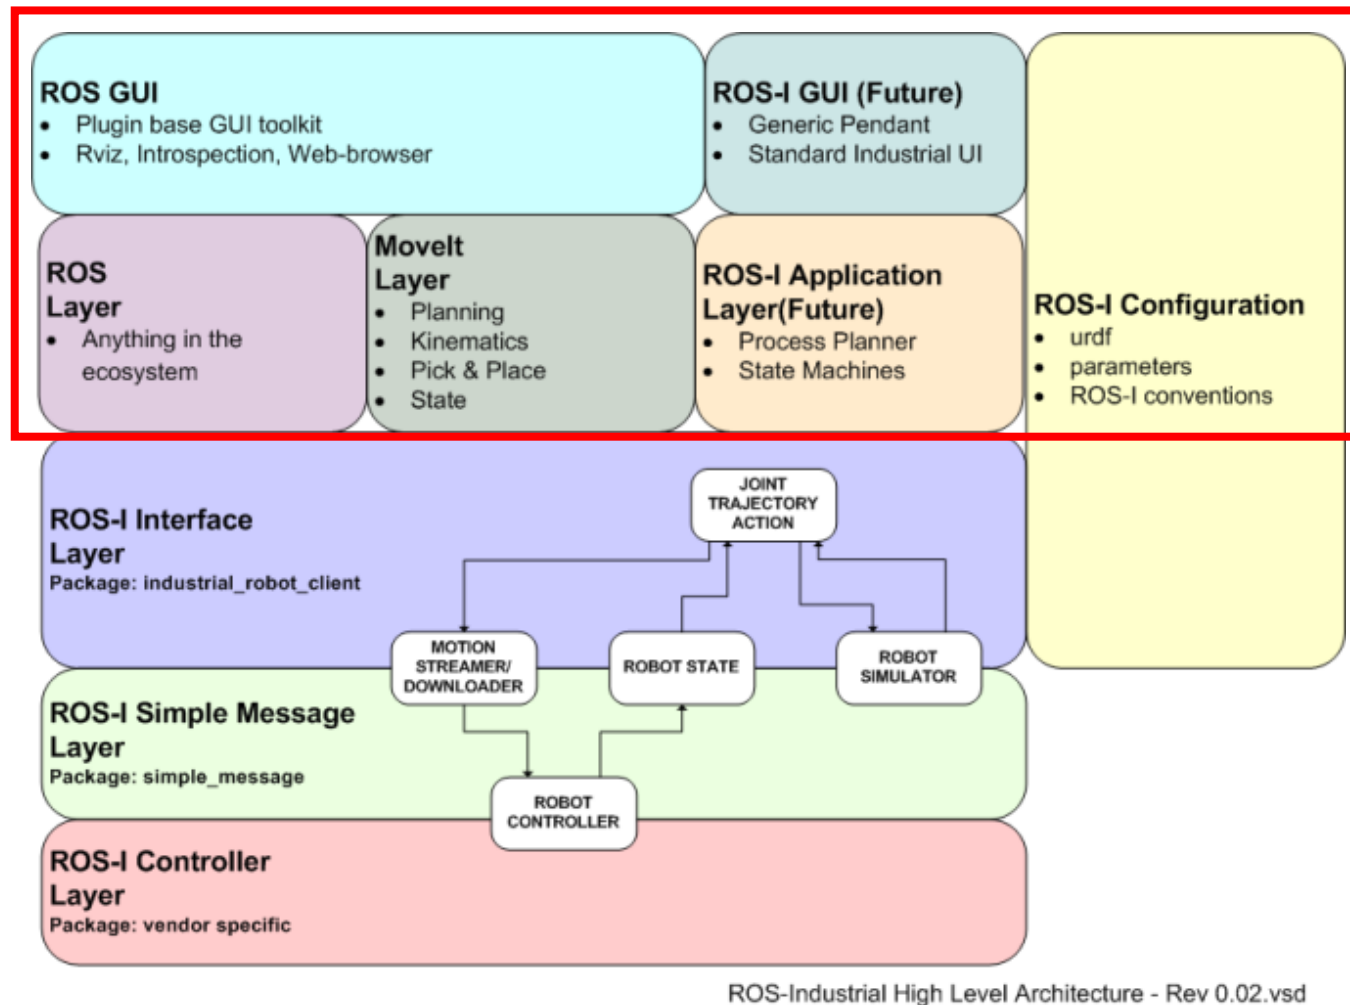 ROS GUI
• Plugin base GUI toolkit
• Rviz, Introspection, Web-browser
ROS-I GUI (Future)
• Generic Pendant
• Standard Industrial UI
ROS
Layer
• Anything in the
ecosystem
MoveIt
Layer
• Planning
• Kinematics
• Pick & Place
• State
ROS-I Application
Layer(Future)
• Process Planner
• State Machines
ROS-I Configuration
• urdf
• parameters
• ROS-I conventions
ROS-I Interface
Layer
Package: industrial_robot_client
JOINT
TRAJECTORY
ACTION
MOTION
STREAMER/
DOWNLOADER
ROBOT STATE
ROBOT
SIMULATOR
ROS-I Simple Message
Layer
Package: simple_message
ROBOT
CONTROLLER
ROS-I Controller
Layer
Package: vendor specific
ROS-Industrial High Level Architecture - Rev 0.02.vsd